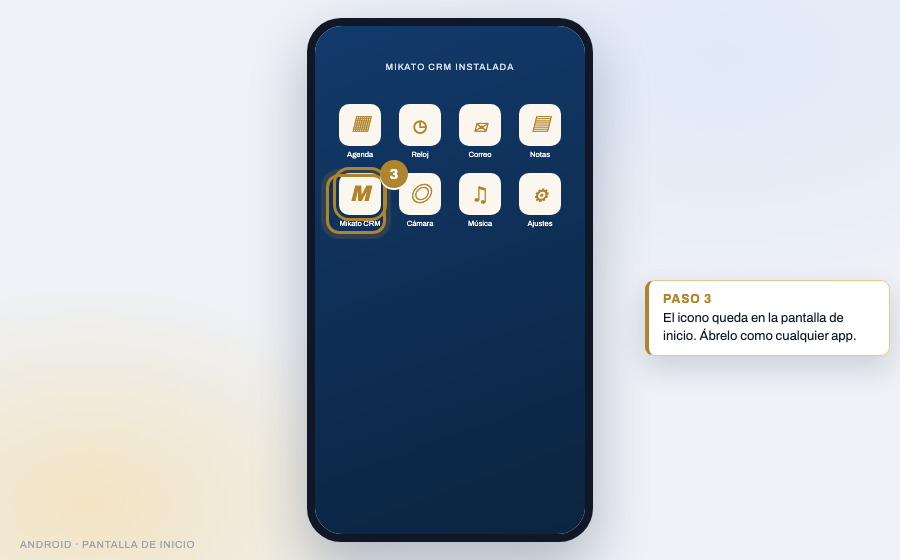 MIKATO CRM INSTALADA
Agenda Reloj Correo Notas
3
M
Mikato CRM Cámara Música Ajustes
PASO 3
El icono queda en la pantalla de
inicio. Ábrelo como cualquier app.
ANDROID · PANTALLA DE INICIO